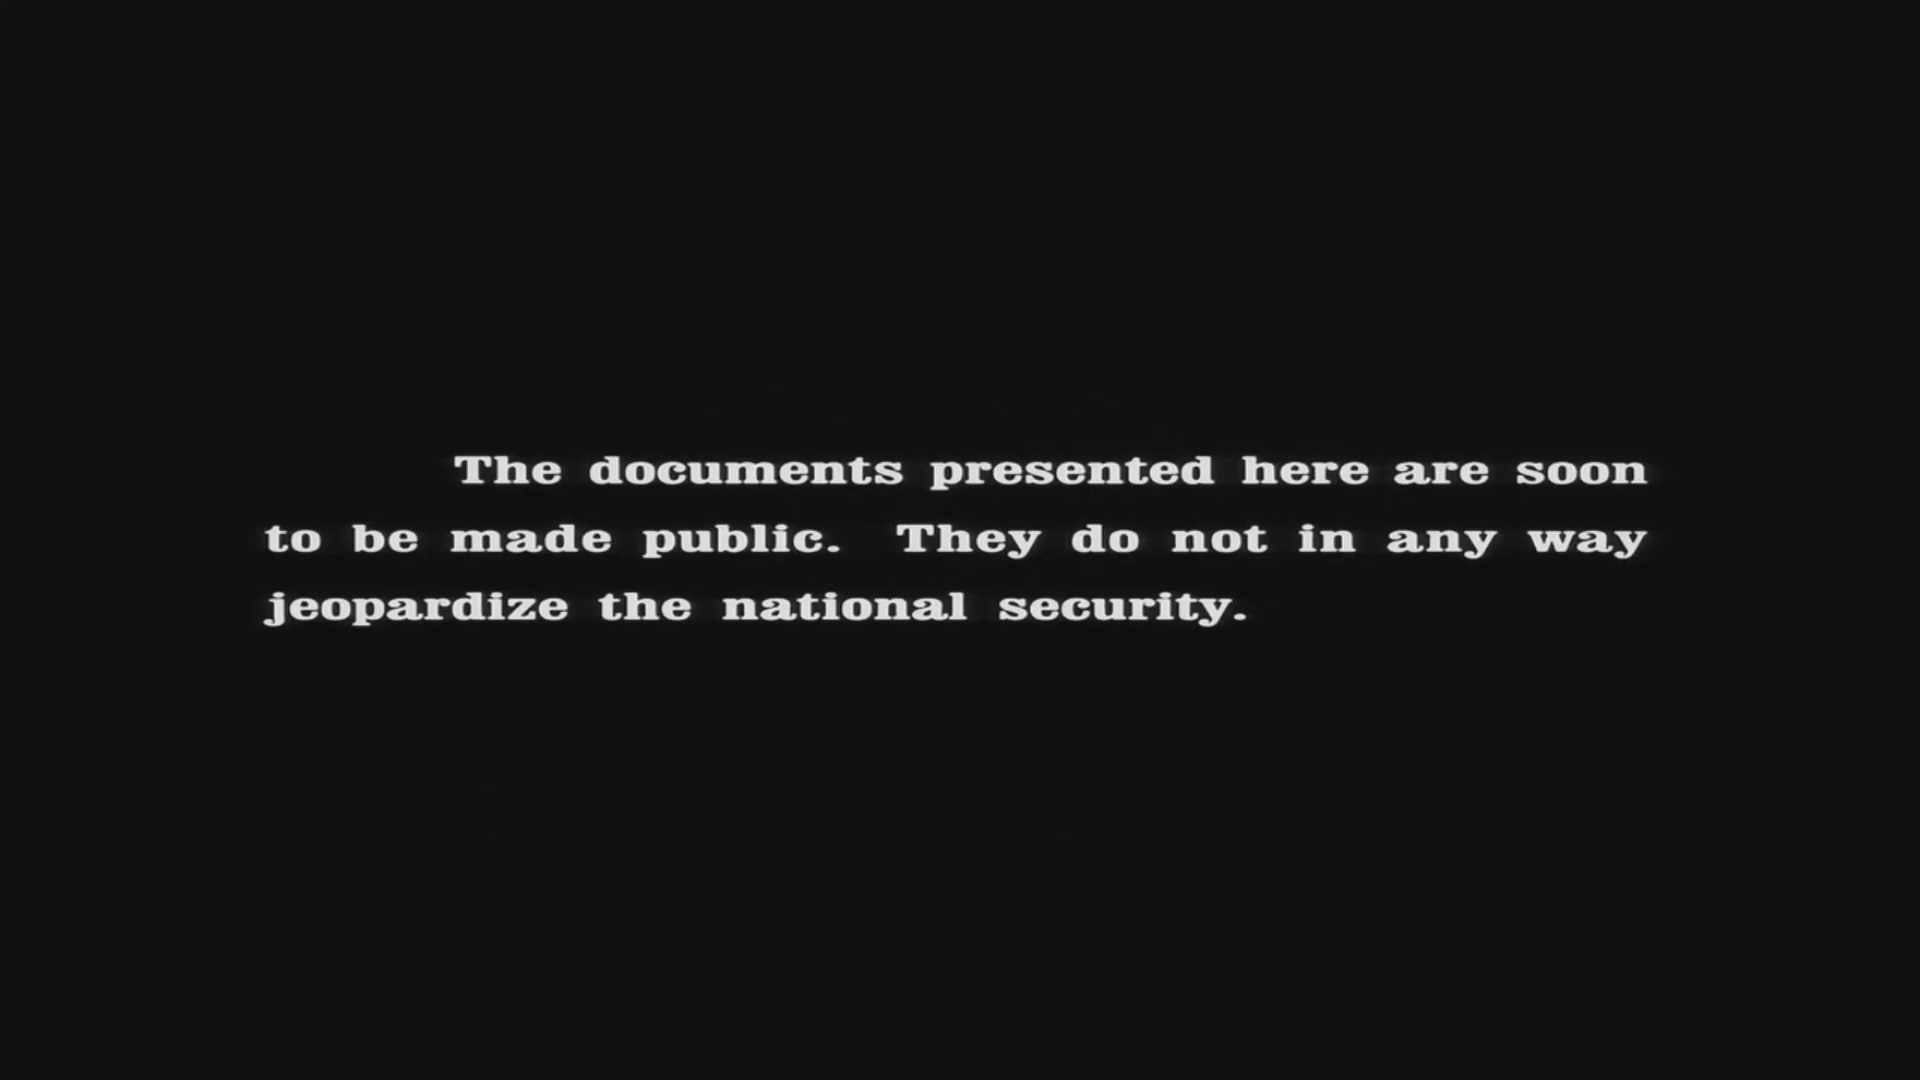 The documents presented here are soon
to be made public. They do not in any way
jeopardize the national security.